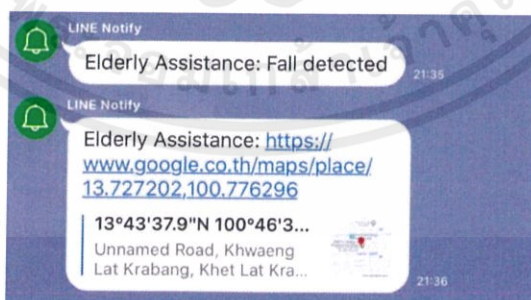 LINE Notify
Elderly Assistance: Fall detected
21:35
LINE Notify
Elderly Assistance: https://
www.google.co.th/maps/place/
13.727202,100.776296
13°43'37.9"N 100°46'3...
Unnamed Road, Khwaeng
Lat Krabang, Khet Lat Kra...
21:36